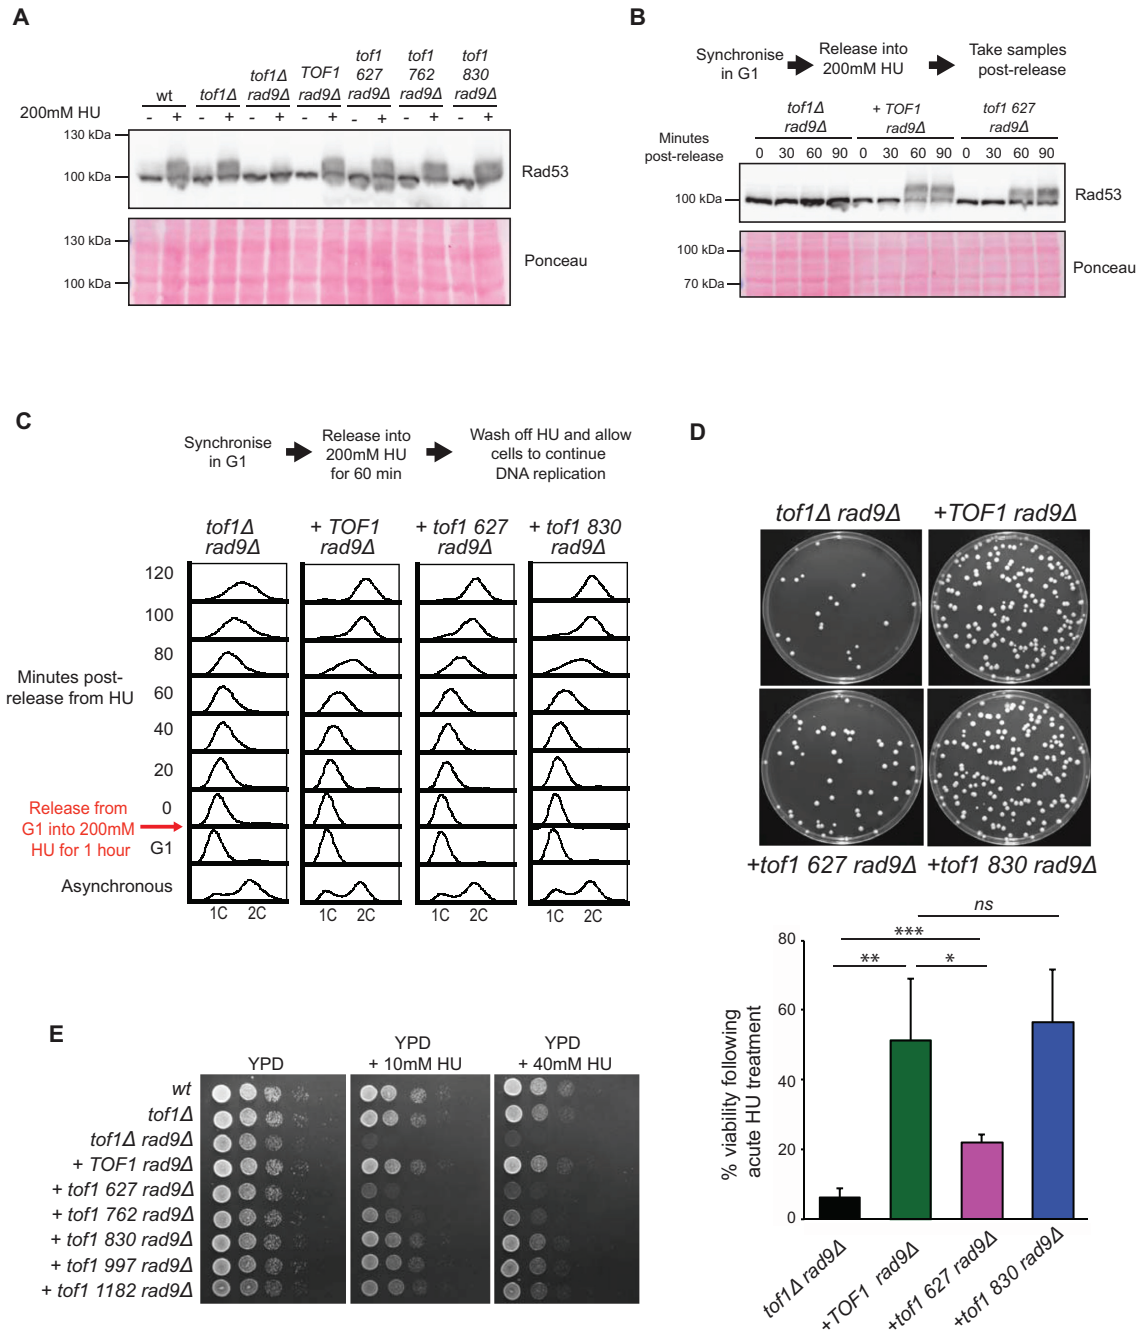 A
wt
tof1Δ
tof1Δ
rad9Δ
TOF1
rad9Δ
tof1
627
rad9Δ
tof1
762
rad9Δ
tof1
830
rad9Δ
200mM HU
- + - + - + - + - + - + - +
130 kDa
100 kDa
Rad53
130 kDa
100 kDa
Ponceau
B
Synchronise
in G1
Release into
200mM HU
Take samples
post-release
tof1Δ
rad9Δ
+ TOF1
rad9Δ
tof1 627
rad9Δ
Minutes
post-release
0 30 60 90 0 30 60 90 0 30 60 90
100 kDa
Rad53
100 kDa
70 kDa
Ponceau
C
Synchronise
in G1
Release into
200mM HU
for 60 min
Wash off HU and allow
cells to continue
DNA replication
tof1Δ
rad9Δ
+ TOF1
rad9Δ
+ tof1 627
rad9Δ
+ tof1 830
rad9Δ
Minutes post-
release from HU
120
100
80
60
40
20
0
G1
Asynchronous
Release from
G1 into 200mM
HU for 1 hour
1C 2C 1C 2C 1C 2C 1C 2C
D
tof1Δ rad9Δ
+TOF1 rad9Δ
+tof1 627 rad9Δ
+tof1 830 rad9Δ
% viability following
acute HU treatment
80
60
40
20
0
ns
***
**
*
tof1Δ rad9Δ
+TOF1 rad9Δ
+tof1 627 rad9Δ
+tof1 830 rad9Δ
E
YPD
YPD
+ 10mM HU
YPD
+ 40mM HU
wt
tof1Δ
tof1Δ rad9Δ
+ TOF1 rad9Δ
+ tof1 627 rad9Δ
+ tof1 762 rad9Δ
+ tof1 830 rad9Δ
+ tof1 997 rad9Δ
+ tof1 1182 rad9Δ